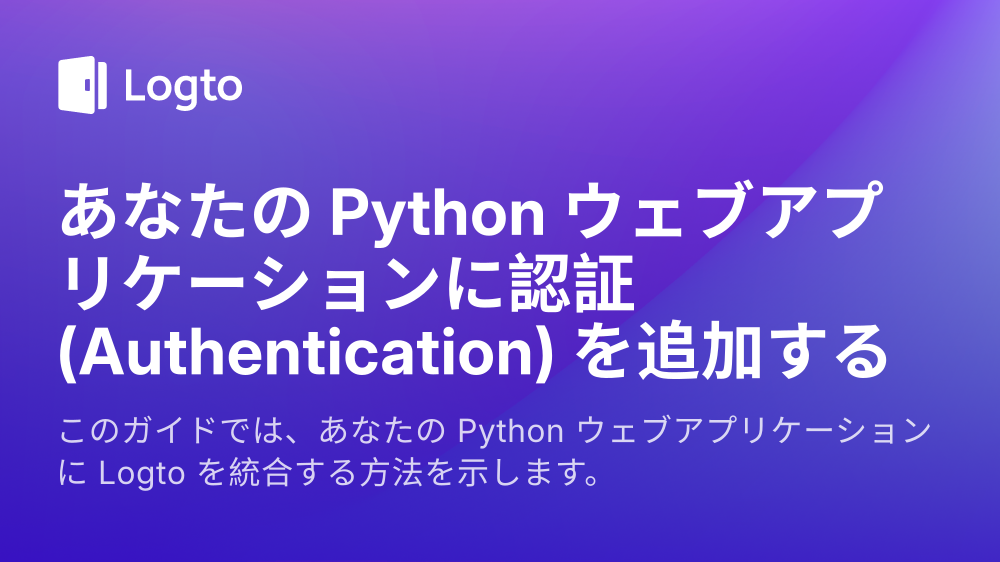 Logto
あなたの Python ウェブアプ
リケーションに認証
(Authentication) を追加する
このガイドでは、あなたの Python ウェブアプリケーション
に Logto を統合する方法を示します。